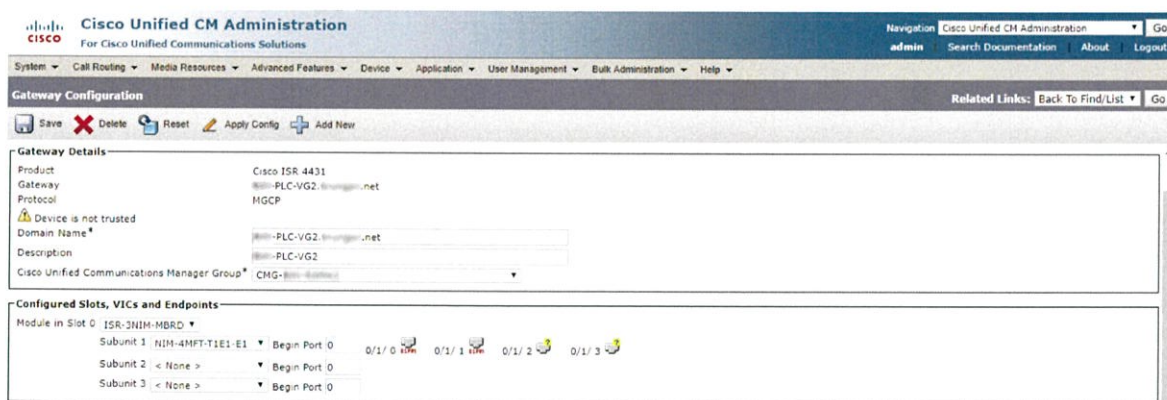 cisco
Cisco Unified CM Administration
For Cisco Unified Communications Solutions
Navigation Cisco Unified CM Administration Go
admin Search Documentation About Logout
System Call Routing Media Resources Advanced Features Device Application User Management Bulk Administration Help
Gateway Configuration
Related Links: Back To Find/List Go
Save Delete Reset Apply Config Add New
Gateway Details
Product Cisco ISR 4431
Gateway -PLC-VG2. .net
Protocol MGCP
Device is not trusted
Domain Name* -PLC-VG2. .net
Description -PLC-VG2
Cisco Unified Communications Manager Group* CMG-
Configured Slots, VICs and Endpoints
Module in Slot 0 ISR-3NIM-MBRD
Subunit 1 NIM-4MFT-T1E1-E1 Begin Port 0 0/1/ 0 0/1/ 1 0/1/ 2 0/1/ 3
Subunit 2 < None > Begin Port 0
Subunit 3 < None > Begin Port 0